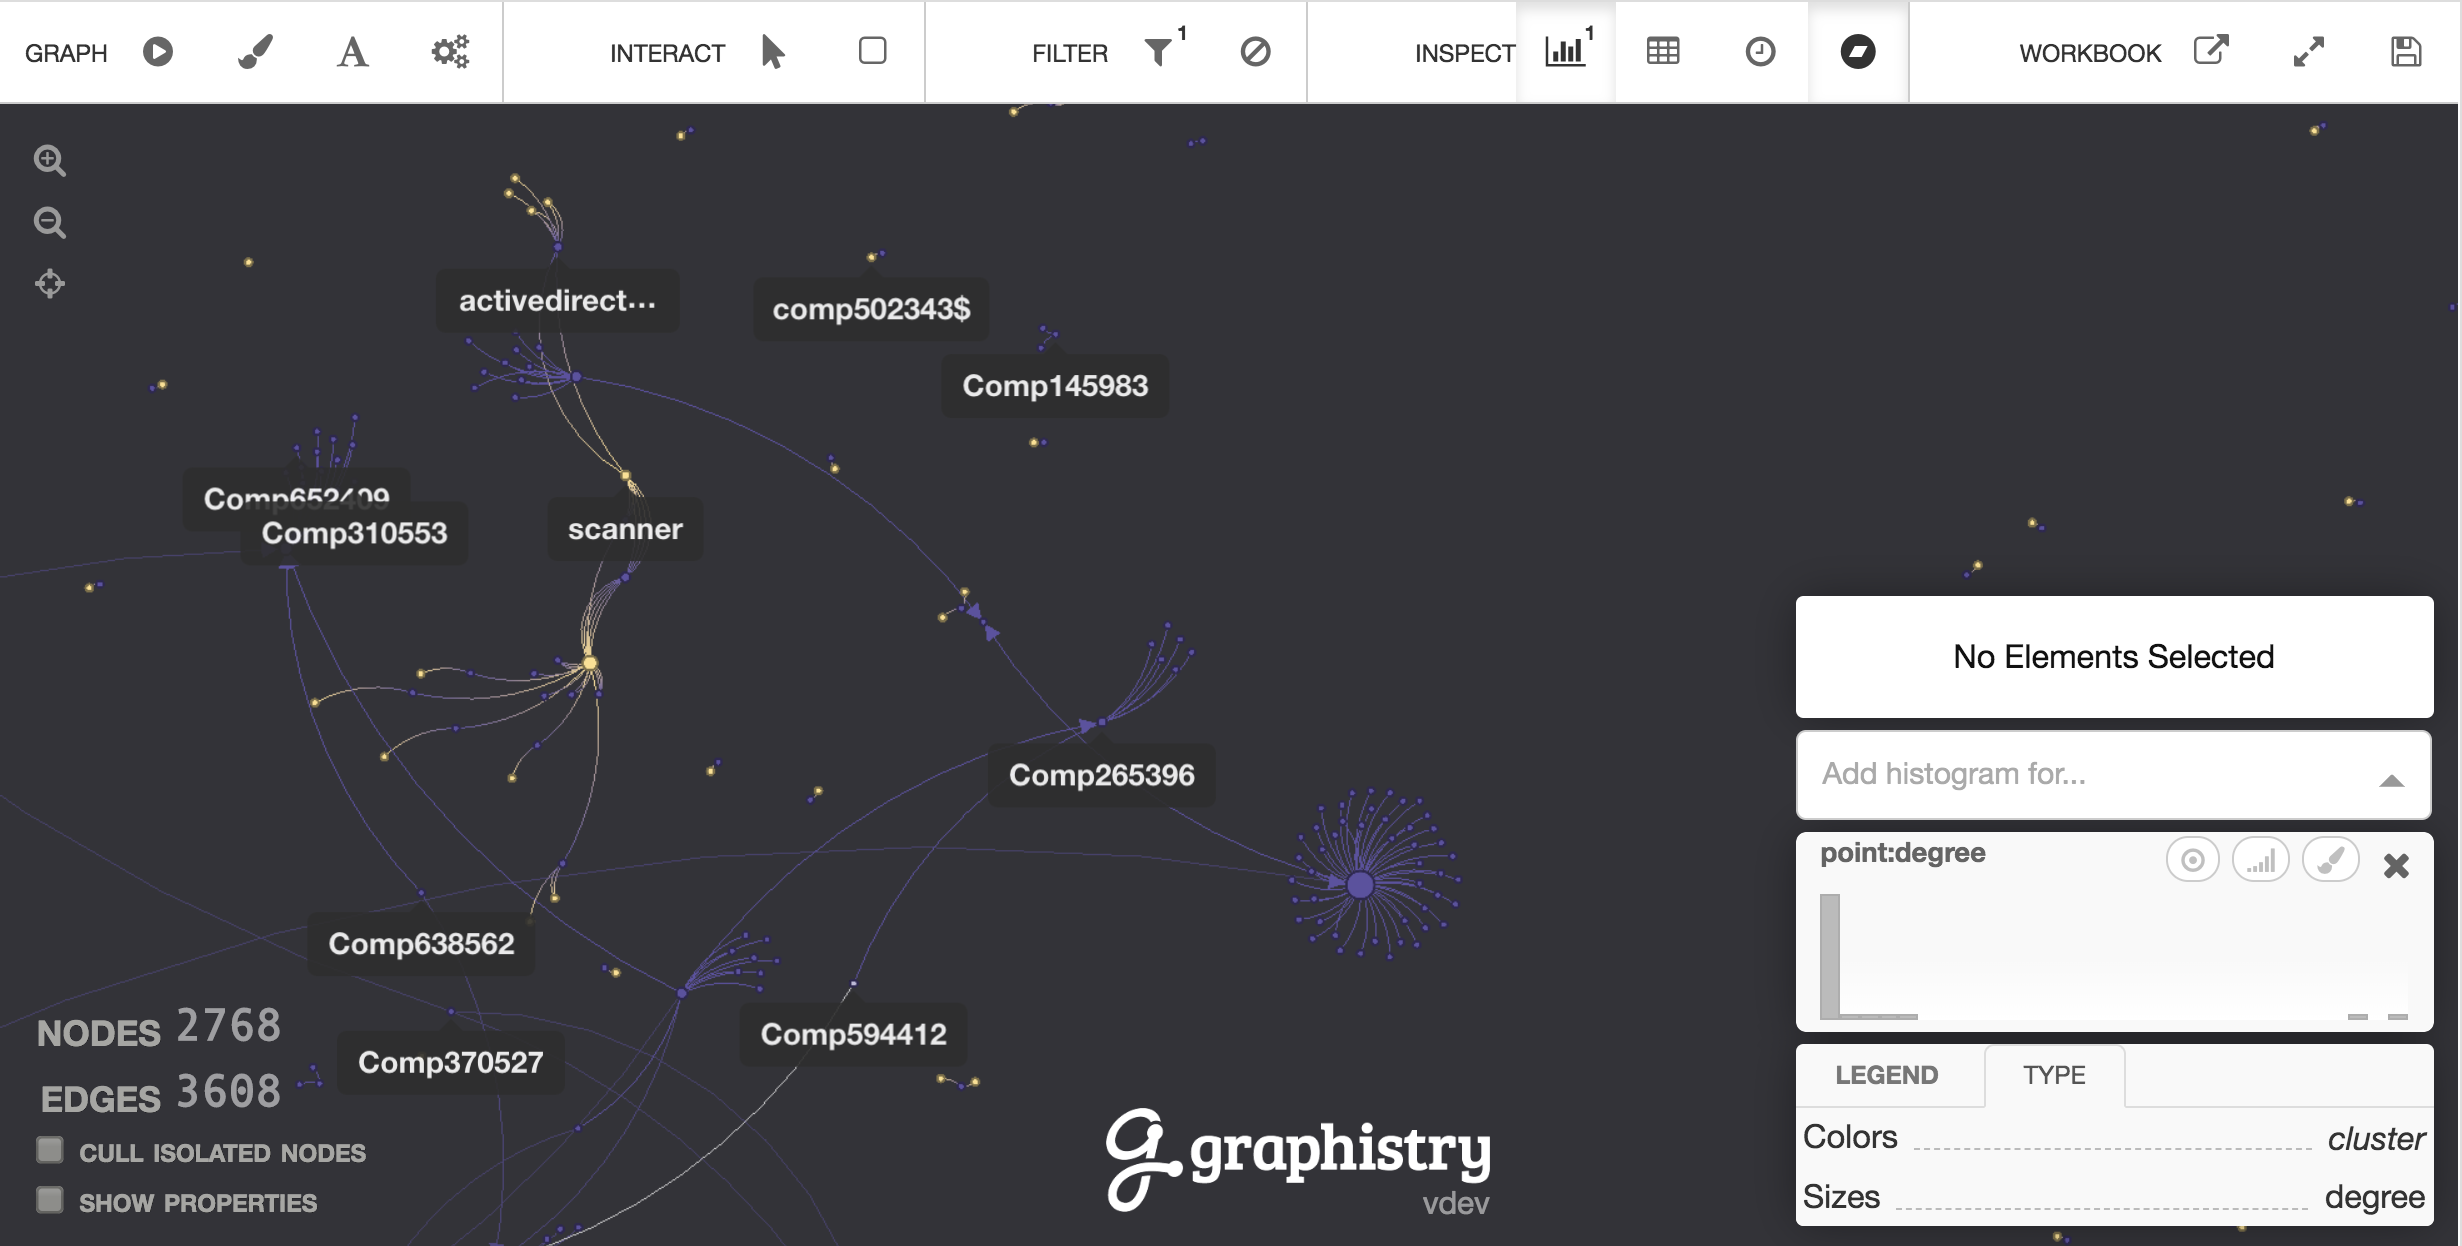 GRAPH
INTERACT
FILTER 1
INSPECT 1
WORKBOOK
activedirect...
comp502343$
Comp145983
Comp652409
Comp310553
scanner
No Elements Selected
Comp265396
Add histogram for...
point:degree
Comp638562
Comp594412
Comp370527
NODES 2768
EDGES 3608
CULL ISOLATED NODES
SHOW PROPERTIES
graphistry
vdev
LEGEND TYPE
Colors cluster
Sizes degree